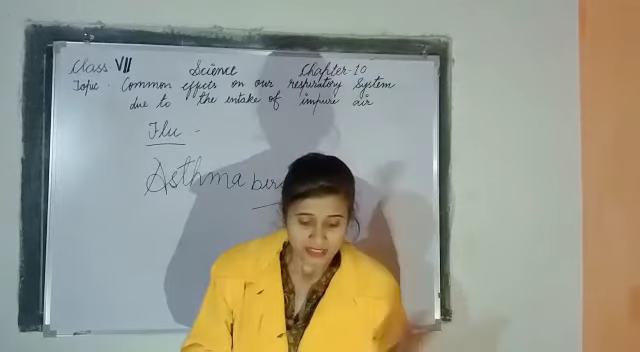 Class VII Science Chapter-10
Topic - Common effects on our respiratory system
due to the intake of impure air
Flu -
Asthma